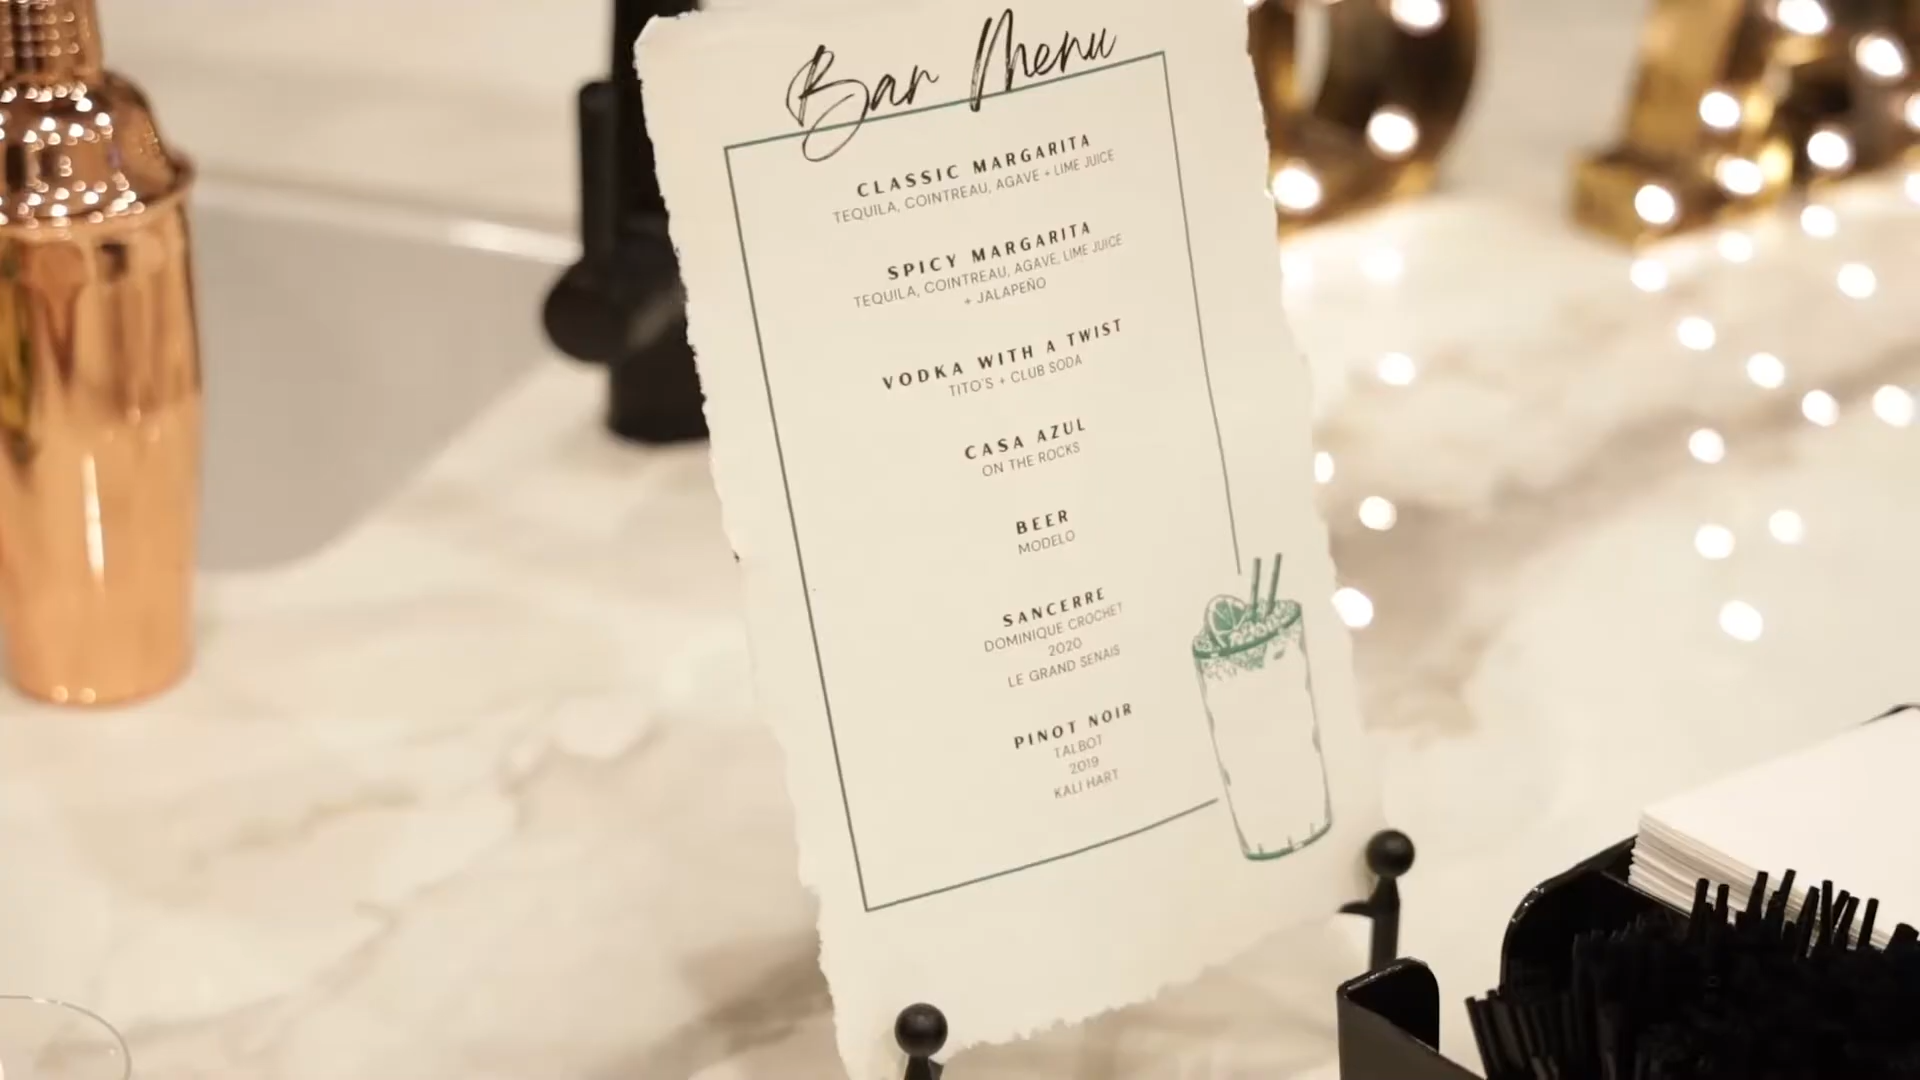 Bar Menu
CLASSIC MARGARITA
TEQUILA, COINTREAU, AGAVE + LIME JUICE
SPICY MARGARITA
TEQUILA, COINTREAU, AGAVE, LIME JUICE
+ JALAPEÑO
VODKA WITH A TWIST
TITO'S + CLUB SODA
CASA AZUL
ON THE ROCKS
BEER
MODELO
SANCERRE
DOMINIQUE CROCHET
2020
LE GRAND SENAIS
PINOT NOIR
TALBOT
2019
KALI HART